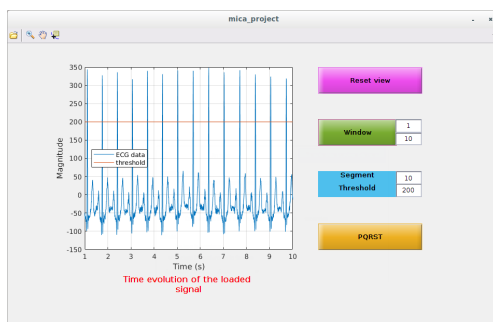 mica_project
350
300
250
200
150
100
50
0
-50
-100
-150
Magnitude
ECG data
threshold
1 2 3 4 5 6 7 8 9 10
Time (s)
Time evolution of the loaded
signal
Reset view
Window
1
10
Segment
10
Threshold
200
PQRST